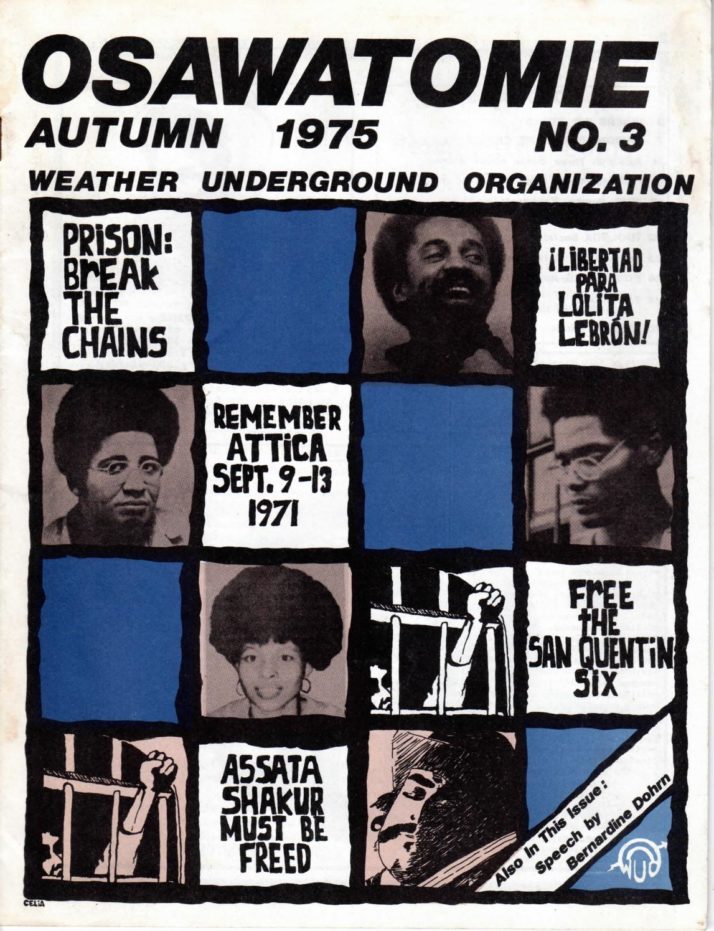 OSAWATOMIE
AUTUMN 1975 NO. 3
WEATHER UNDERGROUND ORGANIZATION
PRISON:
BrEAK
THE
CHAINS
¡LIBERTAD
PARA
LOLITA
LEBRÓN!
REMEMBER
ATTiCA
SEPT. 9-13
1971
FrEE
tHE
SAN QUENTiN
SiX
ASSATA
SHAKUR
MUST BE
FREED
Also In This Issue:
Speech by
Bernardine Dohrn
WUO
CELIA